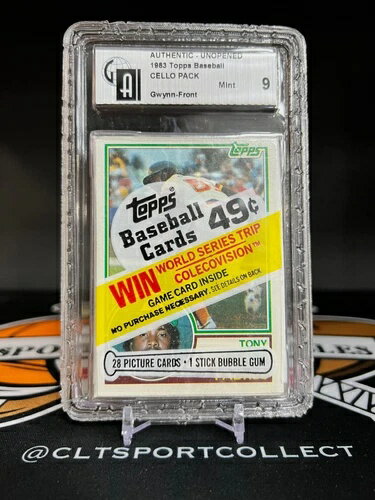 AUTHENTIC - UNOPENED
1983 Topps Baseball
CELLO PACK
Mint 9
Gwynn-Front
GAI
Topps
Topps®
Baseball
Cards 49¢
WIN WORLD SERIES TRIP
COLECOVISION™
GAME CARD INSIDE
NO PURCHASE NECESSARY. SEE DETAILS ON BACK.
TONY
28 PICTURE CARDS • 1 STICK BUBBLE GUM
@CLTSPORTCOLLECT